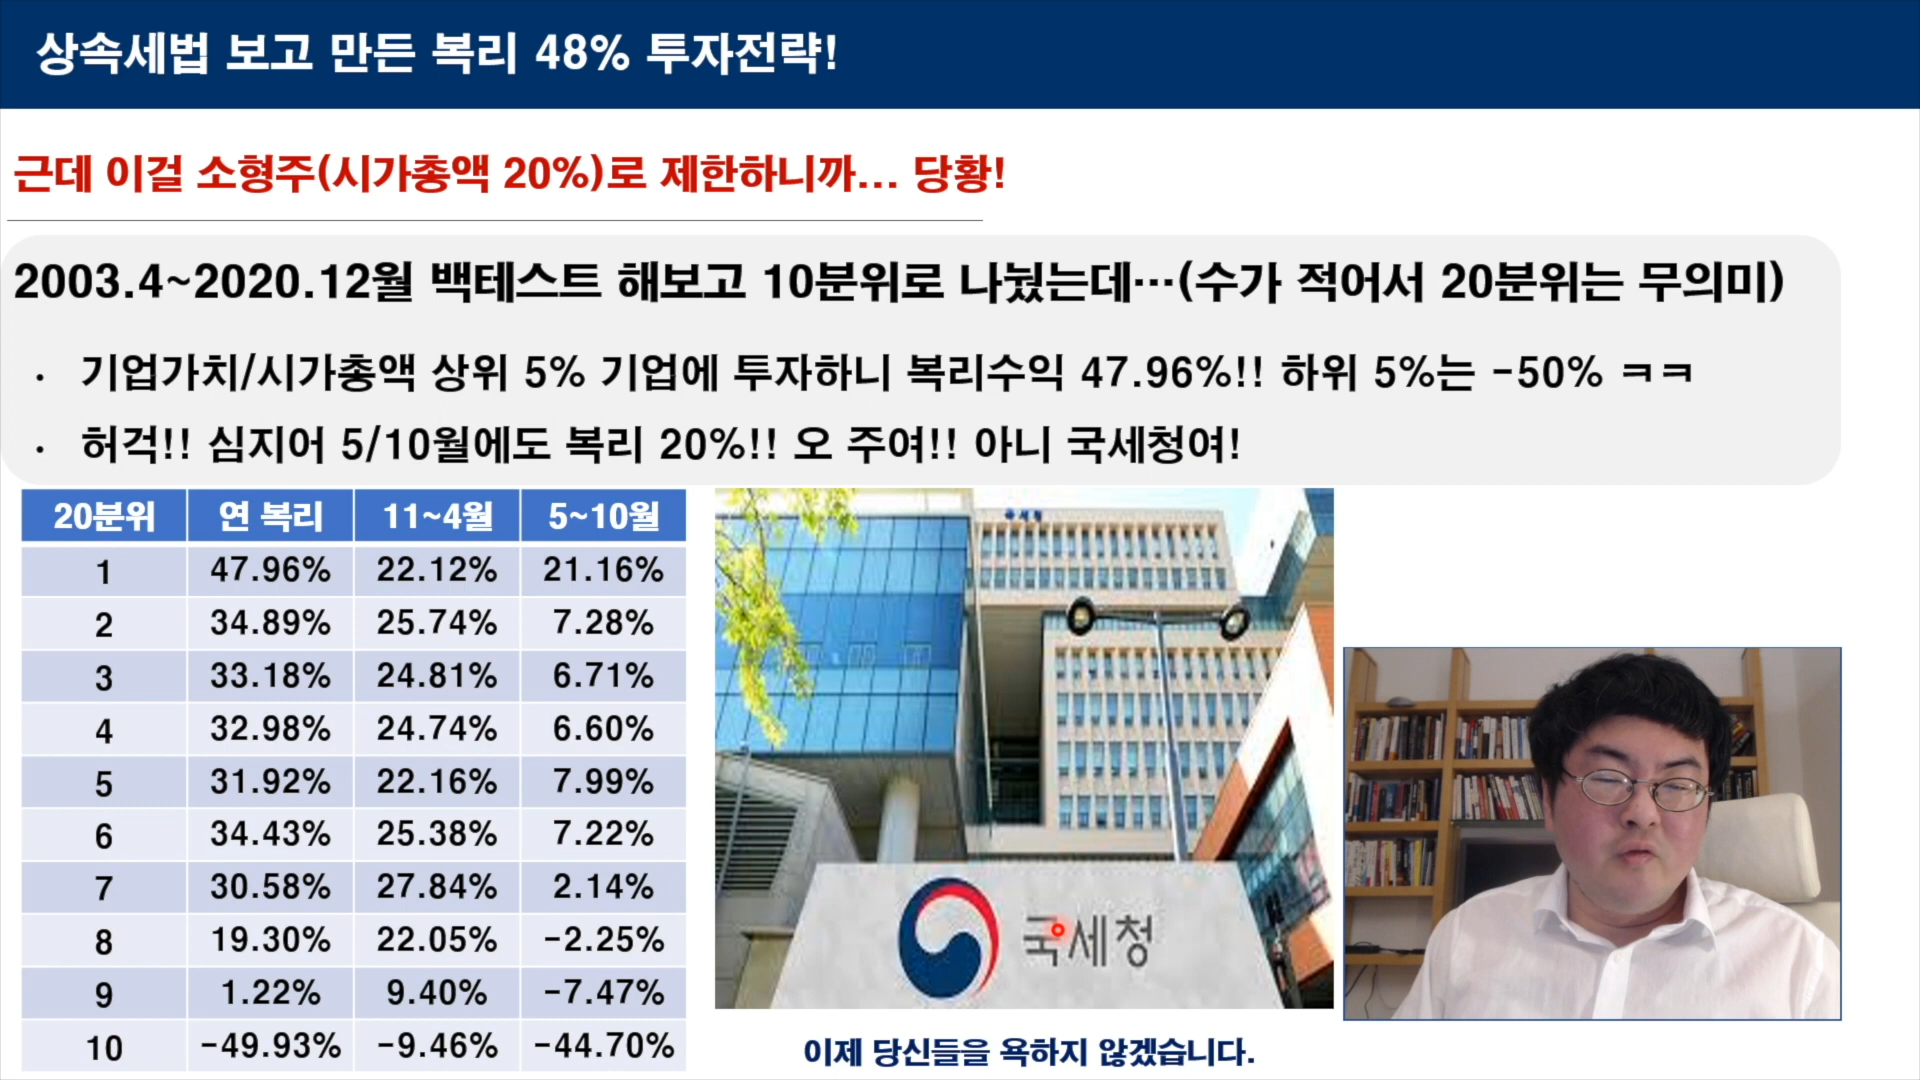 상속세법 보고 만든 복리 48% 투자전략!
근데 이걸 소형주(시가총액 20%)로 제한하니까... 당황!
2003.4~2020.12월 백테스트 해보고 10분위로 나눴는데…(수가 적어서 20분위는 무의미)
· 기업가치/시가총액 상위 5% 기업에 투자하니 복리수익 47.96%!! 하위 5%는 -50% ㅋㅋ
· 허걱!! 심지어 5/10월에도 복리 20%!! 오 주여!! 아니 국세청여!
20분위 연 복리 11~4월 5~10월
1 47.96% 22.12% 21.16%
2 34.89% 25.74% 7.28%
3 33.18% 24.81% 6.71%
4 32.98% 24.74% 6.60%
5 31.92% 22.16% 7.99%
6 34.43% 25.38% 7.22%
7 30.58% 27.84% 2.14%
8 19.30% 22.05% -2.25%
9 1.22% 9.40% -7.47%
10 -49.93% -9.46% -44.70%
국세청
이제 당신들을 욕하지 않겠습니다.